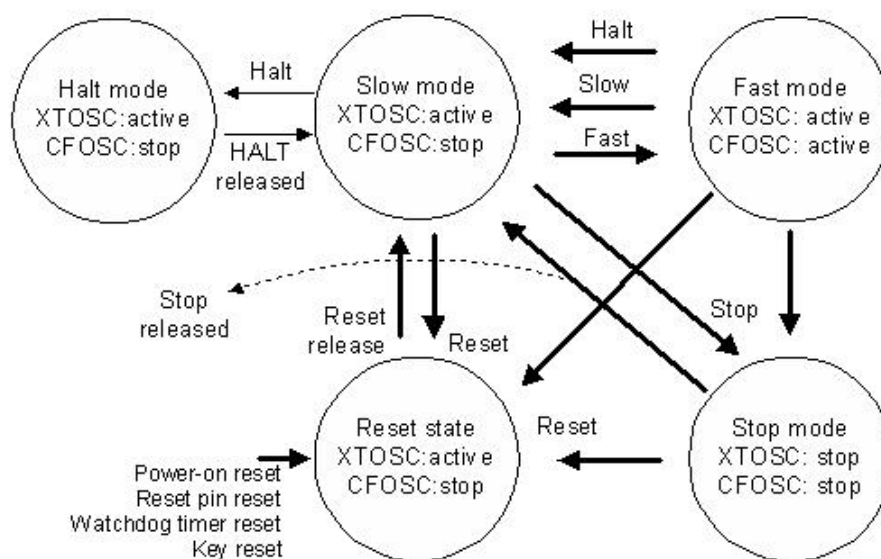 Halt mode
XTOSC:active
CFOSC:stop
Halt
HALT
released
Slow mode
XTOSC:active
CFOSC:stop
Halt
Slow
Fast
Fast mode
XTOSC: active
CFOSC: active
Stop
released
Reset
release
Reset
Stop
Reset state
XTOSC:active
CFOSC:stop
Reset
Stop mode
XTOSC: stop
CFOSC: stop
Power-on reset
Reset pin reset
Watchdog timer reset
Key reset